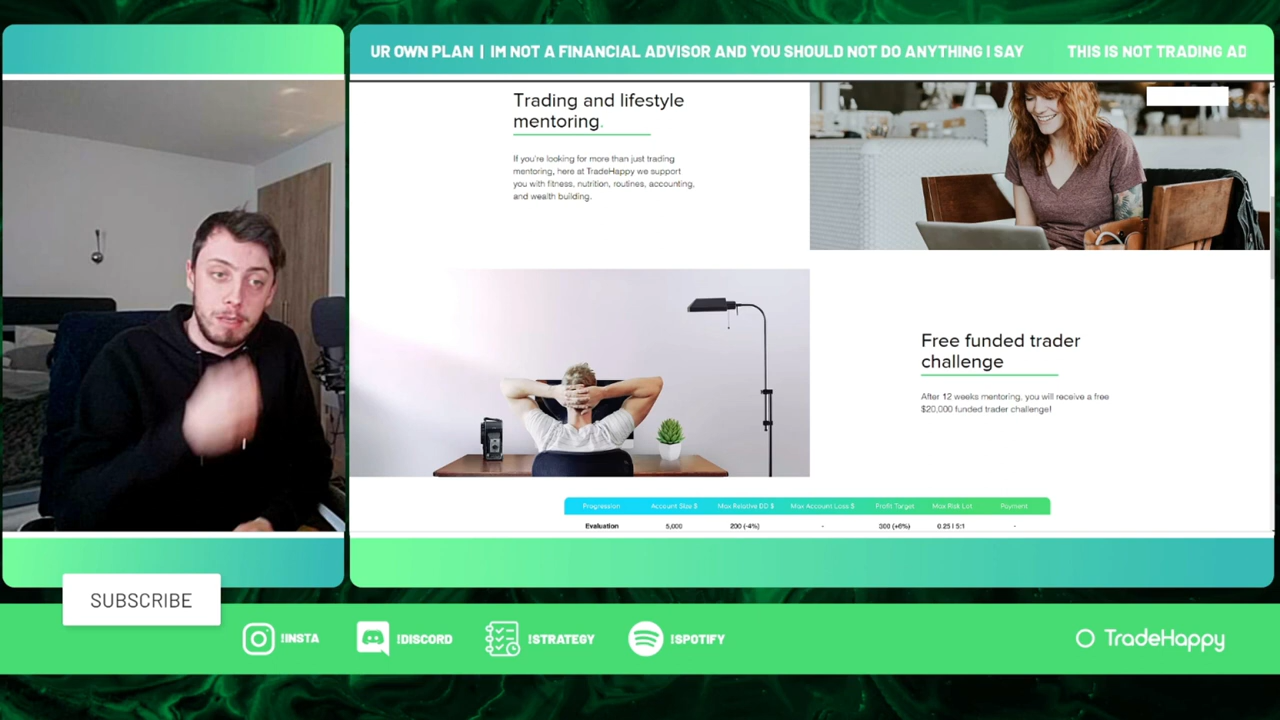 UR OWN PLAN | IM NOT A FINANCIAL ADVISOR AND YOU SHOULD NOT DO ANYTHING I SAY THIS IS NOT TRADING AD
Trading and lifestyle
mentoring.
If you're looking for more than just trading
mentoring, here at TradeHappy we support
you with fitness, nutrition, routines, accounting,
and wealth building.
Free funded trader
challenge
After 12 weeks mentoring, you will receive a free
$20,000 funded trader challenge!
Progression Account Size $ Max Relative DD $ Max Account Loss $ Profit Target Max Risk Lot Payment
Evaluation 5,000 200 (-4%) - 300 (+6%) 0.25 | 5:1 -
SUBSCRIBE
!INSTA !DISCORD !STRATEGY !SPOTIFY TradeHappy